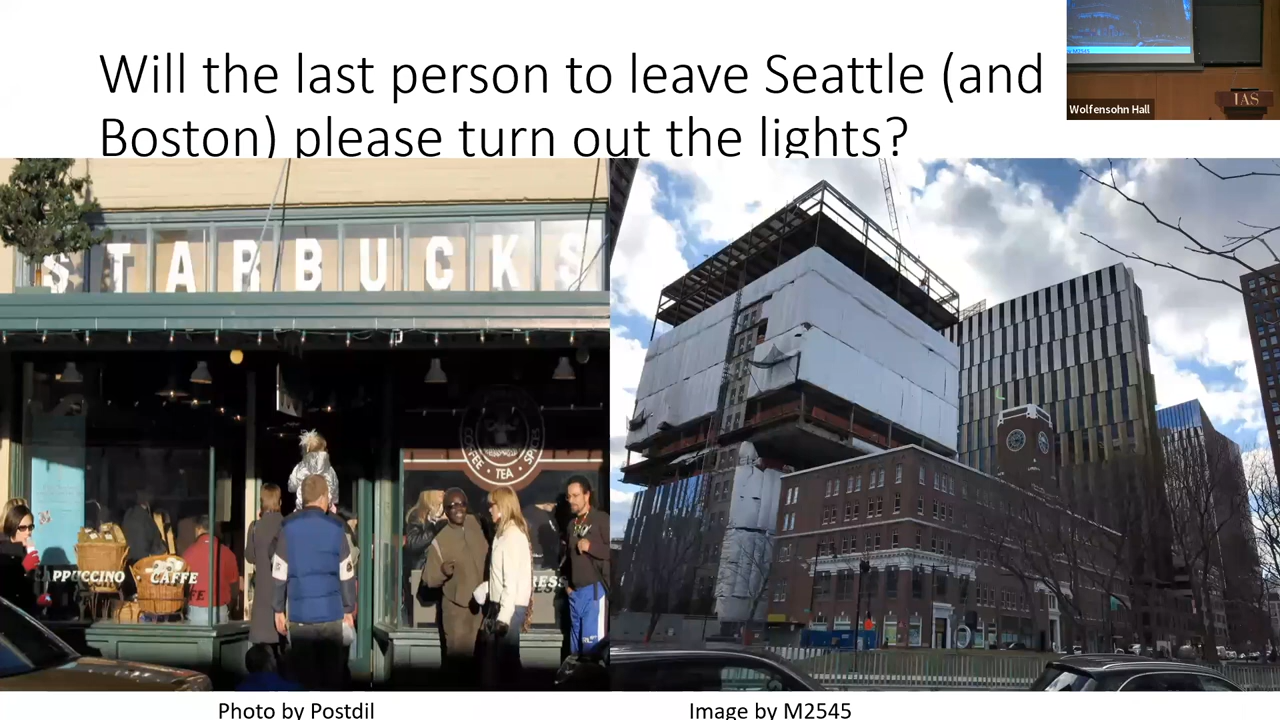 Will the last person to leave Seattle (and
Boston) please turn out the lights?
IAS
Wolfensohn Hall
STARBUCKS
COFFEE • TEA • SPICES
CAPPUCCINO
CAFFE
Photo by Postdil
Image by M2545